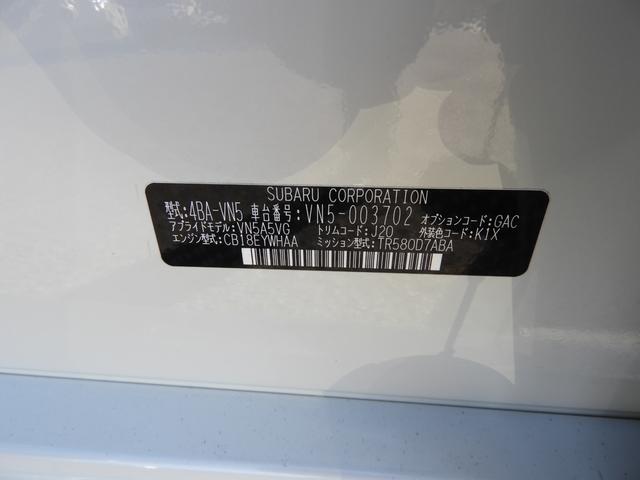 SUBARU CORPORATION
型式:4BA-VN5 車台番号:VN5-003702 オプションコード:GAC
アプライドモデル:VN5A5VG トリムコード:J20 外装色コード:K1X
エンジン型式:CB18EYWHAA ミッション型式:TR580D7ABA